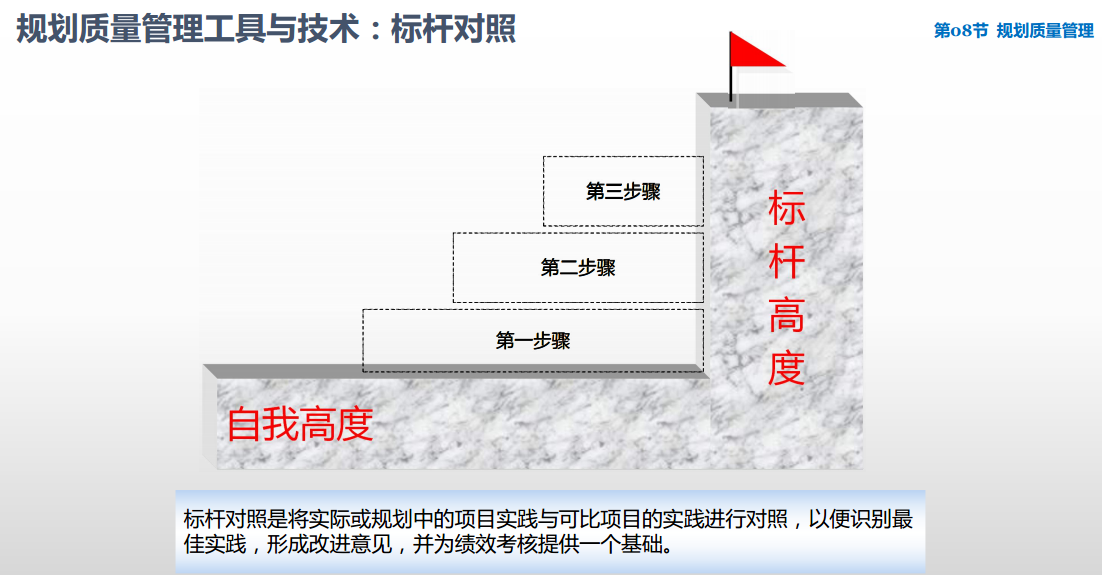 规划质量管理工具与技术：标杆对照
第08节 规划质量管理
第三步骤
第二步骤
第一步骤
标杆高度
自我高度
标杆对照是将实际或规划中的项目实践与可比项目的实践进行对照，以便识别最
佳实践，形成改进意见，并为绩效考核提供一个基础。